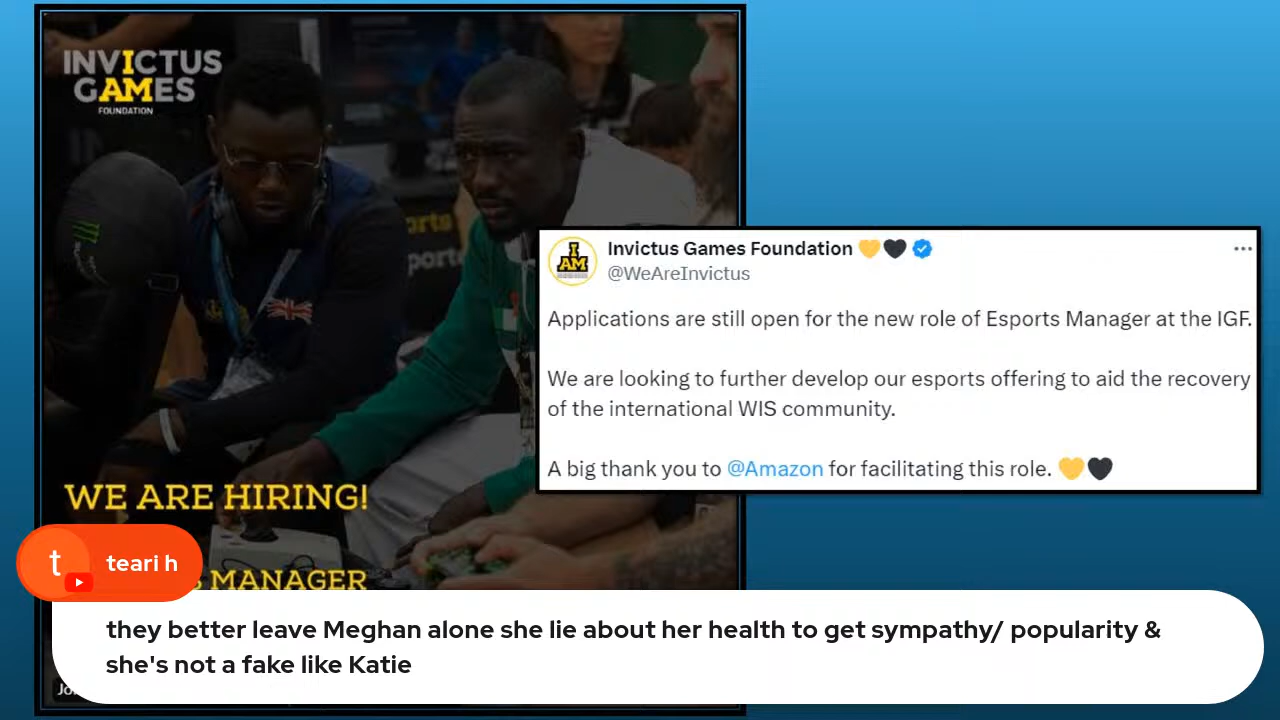 INVICTUS
GAMES
FOUNDATION
Invictus Games Foundation 💛🖤
@WeAreInvictus
Applications are still open for the new role of Esports Manager at the IGF.
We are looking to further develop our esports offering to aid the recovery
of the international WIS community.
A big thank you to @Amazon for facilitating this role. 💛🖤
WE ARE HIRING!
MANAGER
t
teari h
they better leave Meghan alone she lie about her health to get sympathy/ popularity &
she's not a fake like Katie